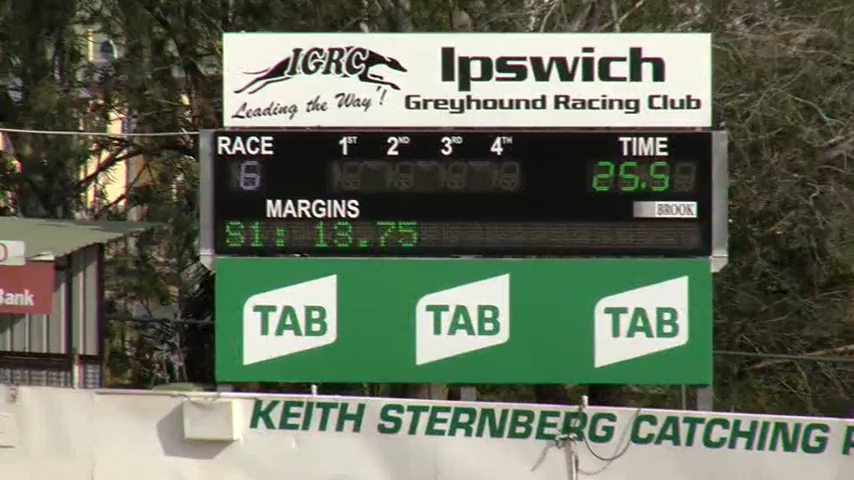 IGRC
Leading the Way'!
Ipswich
Greyhound Racing Club
RACE 1ST 2ND 3RD 4TH TIME
6 25.5
MARGINS BROOK
S1: 13.75
Bank
TAB TAB TAB
KEITH STERNBERG CATCHING